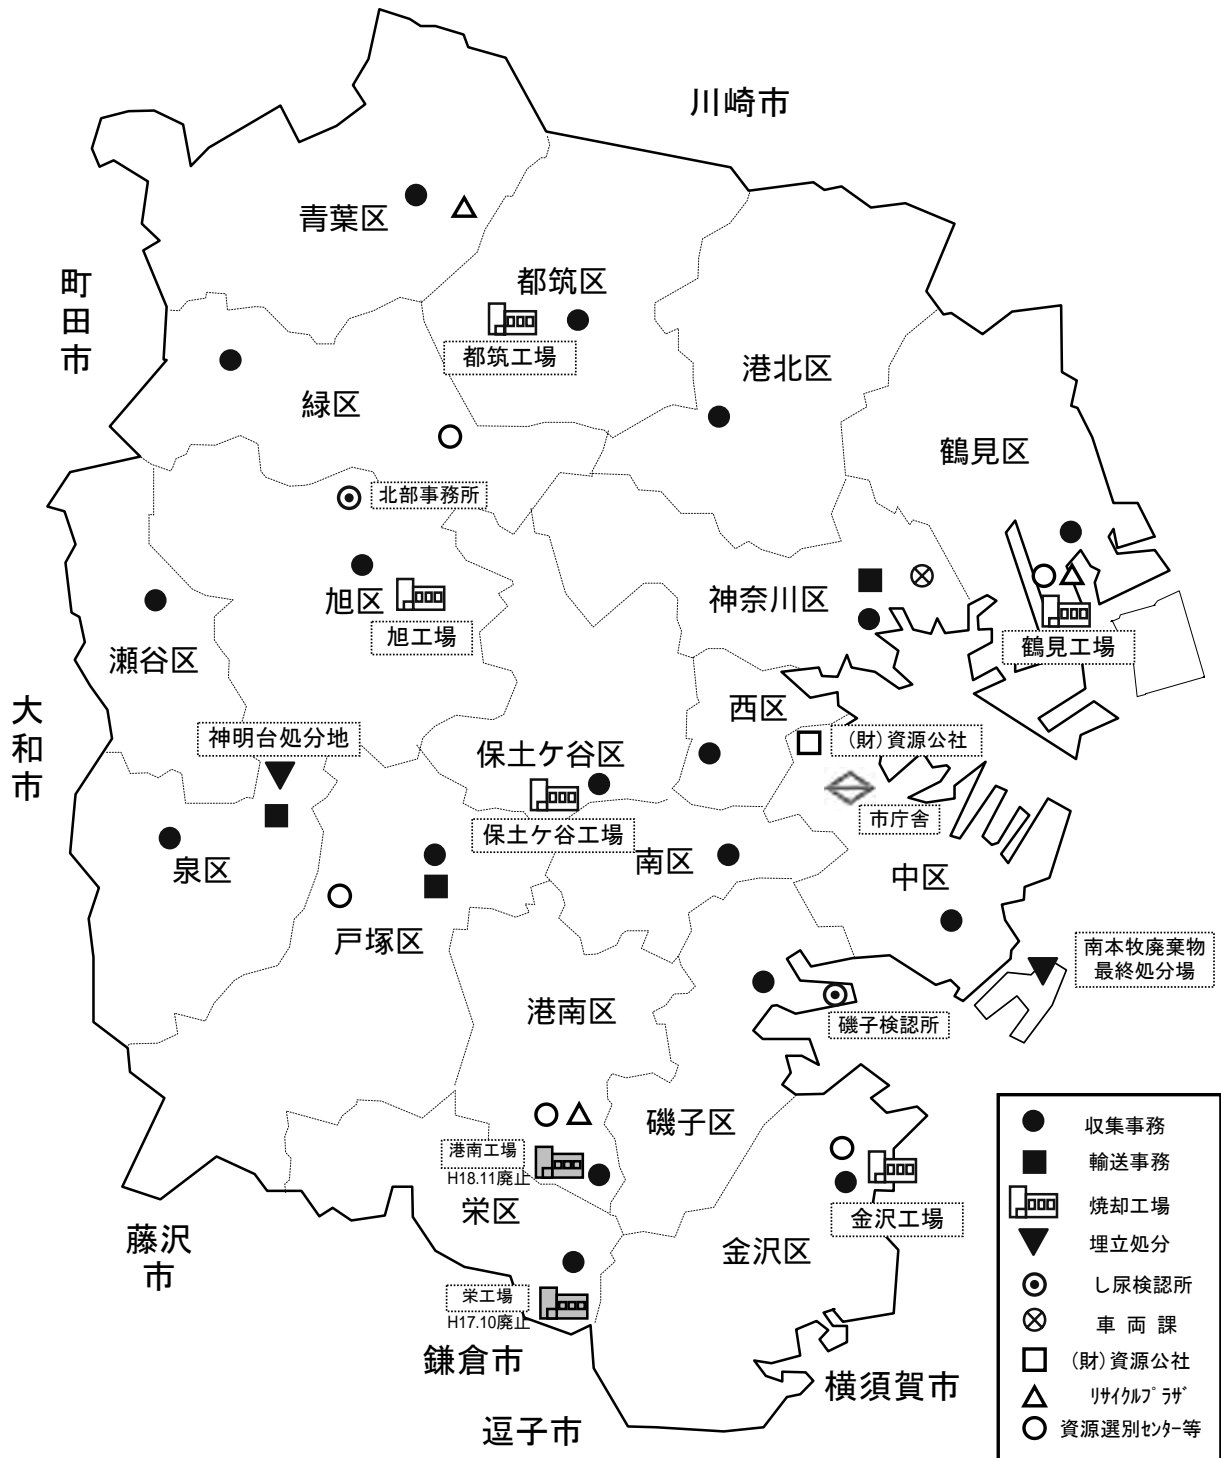 川崎市
青葉区
町田市
都筑区
都筑工場
港北区
緑区
鶴見区
北部事務所
旭区
旭工場
神奈川区
鶴見工場
瀬谷区
大和市
西区
神明台処分地
(財)資源公社
保土ケ谷区
市庁舎
保土ケ谷工場
南区
泉区
中区
戸塚区
南本牧廃棄物
最終処分場
港南区
磯子検認所
磯子区
港南工場
H18.11廃止
栄区
金沢工場
金沢区
藤沢
市
栄工場
H17.10廃止
鎌倉市
横須賀市
逗子市
収集事務
輸送事務
焼却工場
埋立処分
し尿検認所
車 両 課
(財)資源公社
ﾘｻｲｸﾙﾌﾟﾗｻﾞ
資源選別センター等